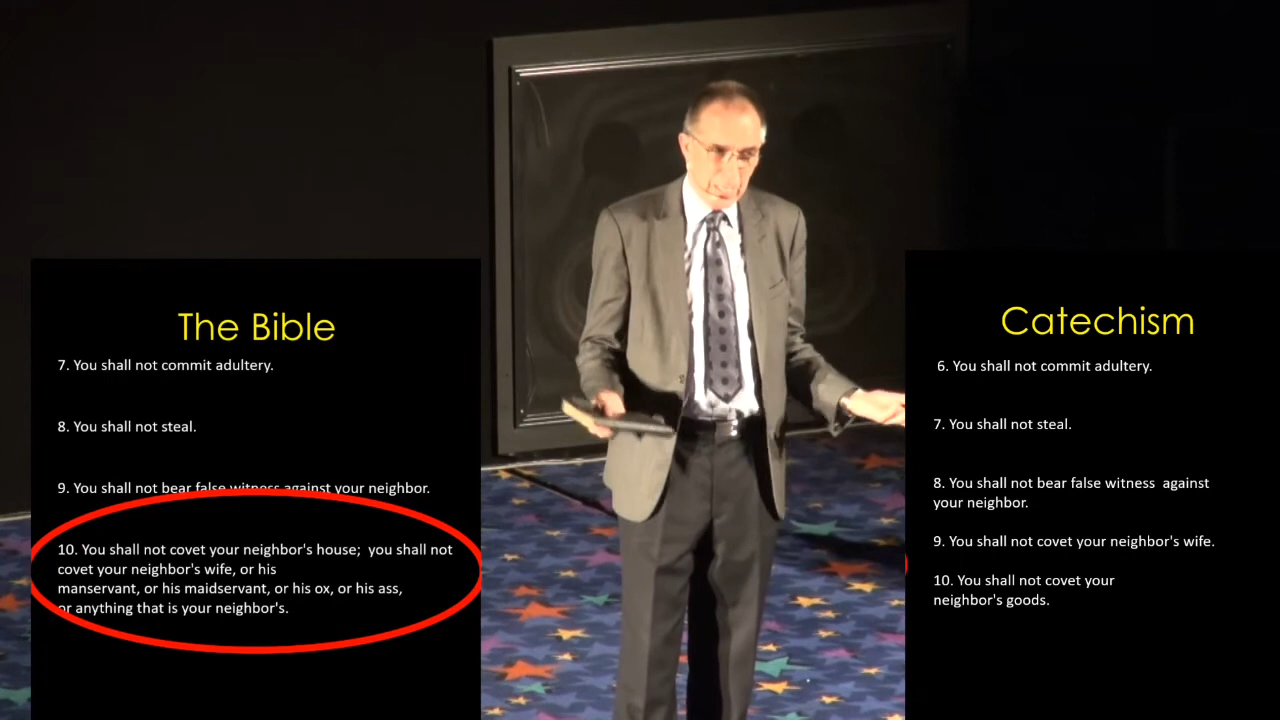 The Bible
7. You shall not commit adultery.
8. You shall not steal.
9. You shall not bear false witness against your neighbor.
10. You shall not covet your neighbor's house; you shall not
covet your neighbor's wife, or his
manservant, or his maidservant, or his ox, or his ass,
or anything that is your neighbor's.
Catechism
6. You shall not commit adultery.
7. You shall not steal.
8. You shall not bear false witness against
your neighbor.
9. You shall not covet your neighbor's wife.
10. You shall not covet your
neighbor's goods.